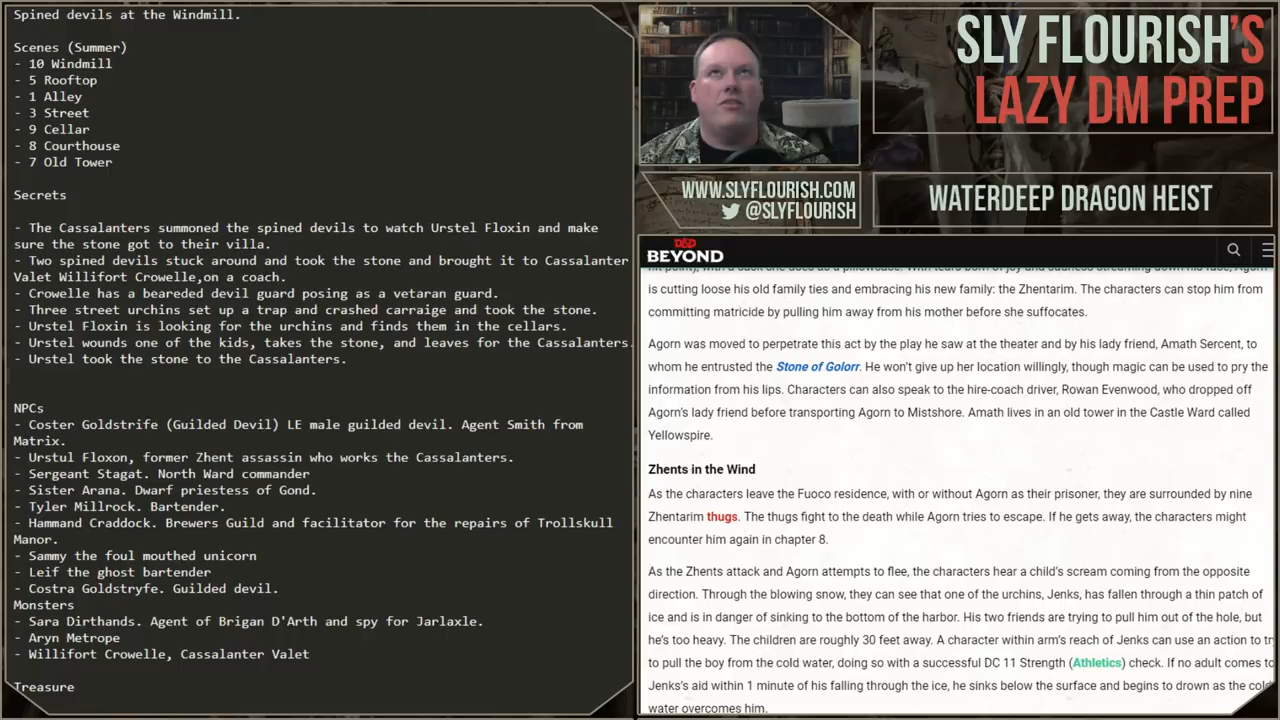 Spined devils at the Windmill.
Scenes (Summer)
- 10 Windmill
- 5 Rooftop
- 1 Alley
- 3 Street
- 9 Cellar
- 8 Courthouse
- 7 Old Tower
Secrets
- The Cassalanters summoned the spined devils to watch Urstel Floxin and make
sure the stone got to their villa.
- Two spined devils stuck around and took the stone and brought it to Cassalanter
Valet Willifort Crowelle,on a coach.
- Crowelle has a beareded devil guard posing as a vetaran guard.
- Three street urchins set up a trap and crashed carraige and took the stone.
- Urstel Floxin is looking for the urchins and finds them in the cellars.
- Urstel wounds one of the kids, takes the stone, and leaves for the Cassalanters.
- Urstel took the stone to the Cassalanters.
NPCs
- Coster Goldstrife (Guilded Devil) LE male guilded devil. Agent Smith from
Matrix.
- Urstul Floxon, former Zhent assassin who works the Cassalanters.
- Sergeant Stagat. North Ward commander
- Sister Arana. Dwarf priestess of Gond.
- Tyler Millrock. Bartender.
- Hammand Craddock. Brewers Guild and facilitator for the repairs of Trollskull
Manor.
- Sammy the foul mouthed unicorn
- Leif the ghost bartender
- Costra Goldstryfe. Guilded devil.
Monsters
- Sara Dirthands. Agent of Brigan D'Arth and spy for Jarlaxle.
- Aryn Metrope
- Willifort Crowelle, Cassalanter Valet
Treasure
SLY FLOURISH'S
LAZY DM PREP
WWW.SLYFLOURISH.COM
@SLYFLOURISH
WATERDEEP DRAGON HEIST
D&D
BEYOND
hit point), with a sack she uses as a pillowcase. With tears born of joy and sadness streaming down his face, Agorn
is cutting loose his old family ties and embracing his new family: the Zhentarim. The characters can stop him from
committing matricide by pulling him away from his mother before she suffocates.
Agorn was moved to perpetrate this act by the play he saw at the theater and by his lady friend, Amath Sercent, to
whom he entrusted the Stone of Golorr. He won't give up her location willingly, though magic can be used to pry the
information from his lips. Characters can also speak to the hire-coach driver, Rowan Evenwood, who dropped off
Agorn's lady friend before transporting Agorn to Mistshore. Amath lives in an old tower in the Castle Ward called
Yellowspire.
Zhents in the Wind
As the characters leave the Fuoco residence, with or without Agorn as their prisoner, they are surrounded by nine
Zhentarim thugs. The thugs fight to the death while Agorn tries to escape. If he gets away, the characters might
encounter him again in chapter 8.
As the Zhents attack and Agorn attempts to flee, the characters hear a child's scream coming from the opposite
direction. Through the blowing snow, they can see that one of the urchins, Jenks, has fallen through a thin patch of
ice and is in danger of sinking to the bottom of the harbor. His two friends are trying to pull him out of the hole, but
he's too heavy. The children are roughly 30 feet away. A character within arm's reach of Jenks can use an action to try
to pull the boy from the cold water, doing so with a successful DC 11 Strength (Athletics) check. If no adult comes to
Jenks's aid within 1 minute of his falling through the ice, he sinks below the surface and begins to drown as the cold
water overcomes him.